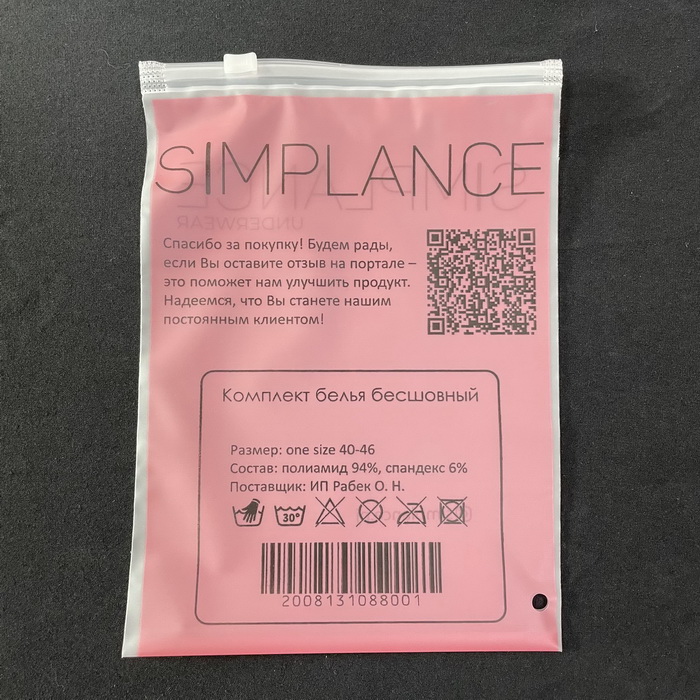 SIMPLANCE
Спасибо за покупку! Будем рады,
если Вы оставите отзыв на портале –
это поможет нам улучшить продукт.
Надеемся, что Вы станете нашим
постоянным клиентом!
Комплект белья бесшовный
Размер: one size 40-46
Состав: полиамид 94%, спандекс 6%
Поставщик: ИП Рабек О. Н.
30°
2008131088001